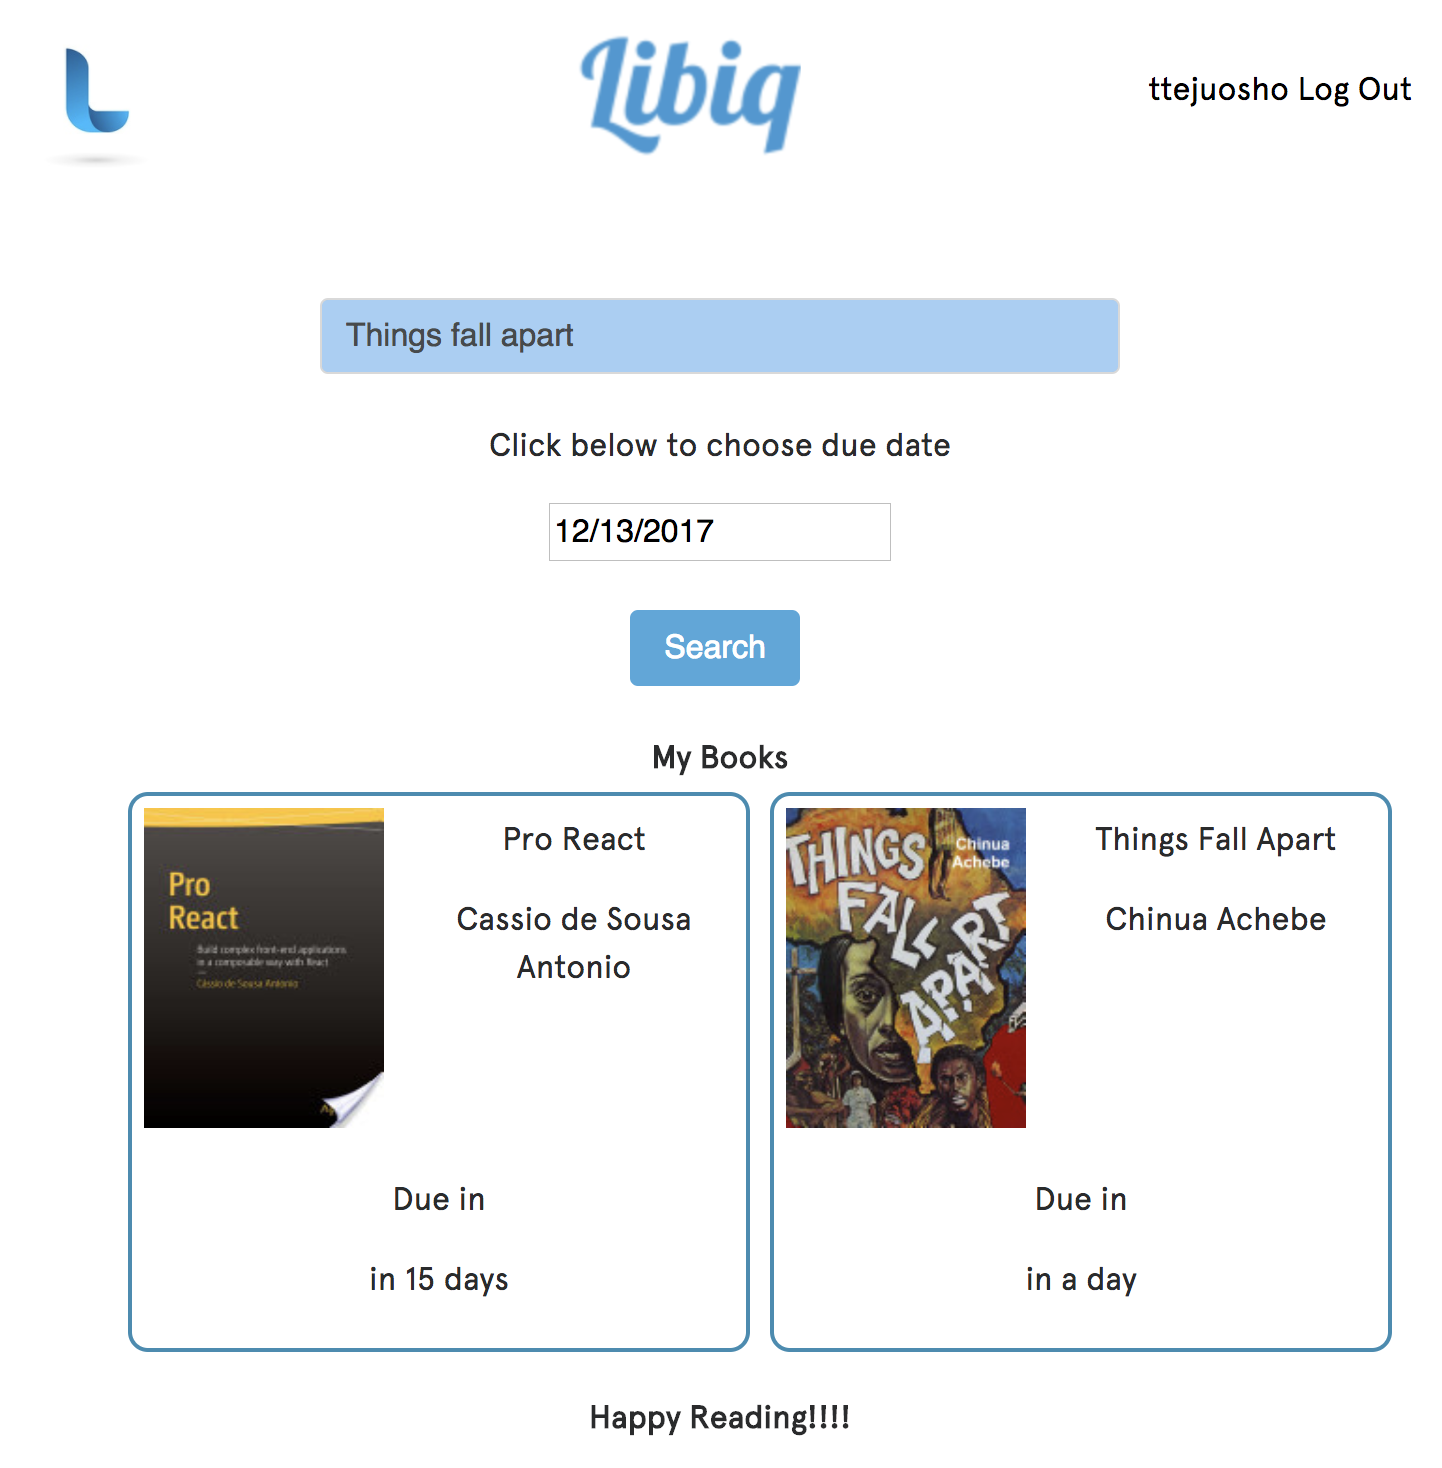 Libiq
ttejuosho Log Out
Things fall apart
Click below to choose due date
12/13/2017
Search
My Books
Pro
React
Build complex front-end applications
in a composable way with React
Cássio de Sousa Antonio
Pro React
Cassio de Sousa
Antonio
Due in
in 15 days
THINGS
FALL
APART
Chinua
Achebe
Things Fall Apart
Chinua Achebe
Due in
in a day
Happy Reading!!!!